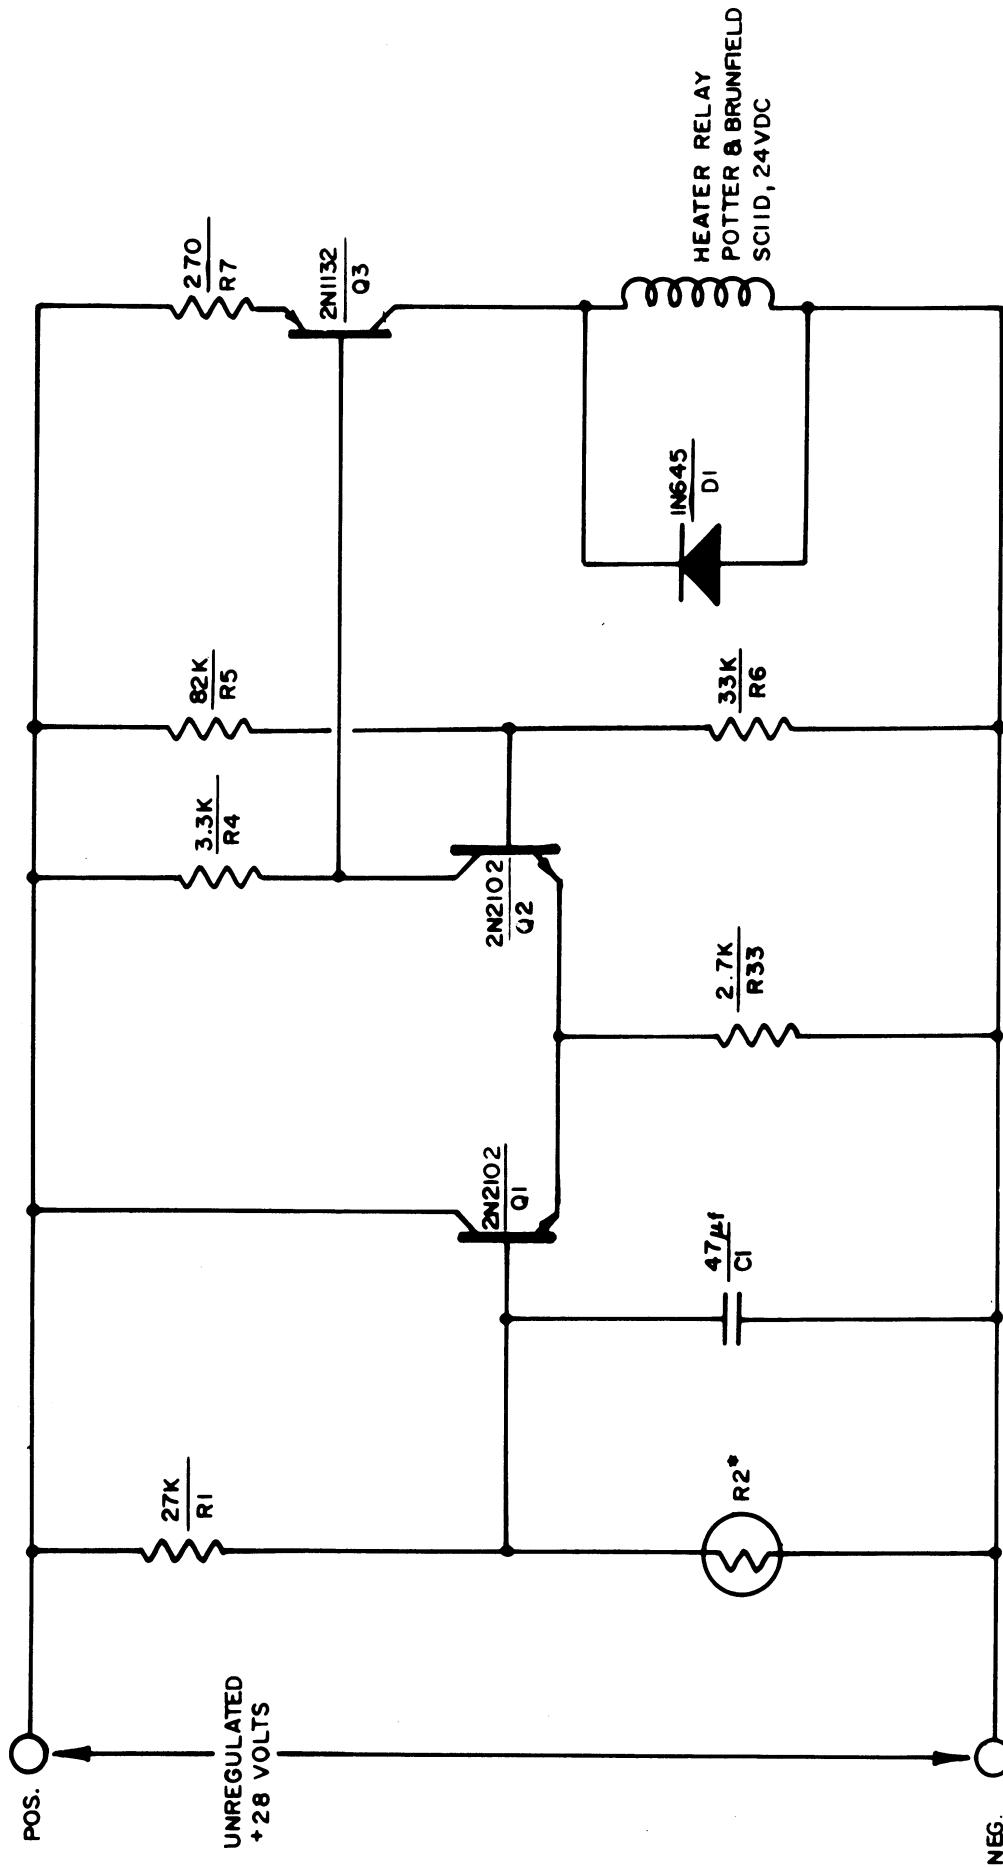 POS.
UNREGULATED
+28 VOLTS
NEG.
27K
R1
R2*
47µf
C1
2N2102
Q1
2.7K
R33
3.3K
R4
2N2102
Q2
82K
R5
33K
R6
1N645
D1
270
R7
2N1132
Q3
HEATER RELAY
POTTER & BRUNFIELD
SC11D, 24VDC